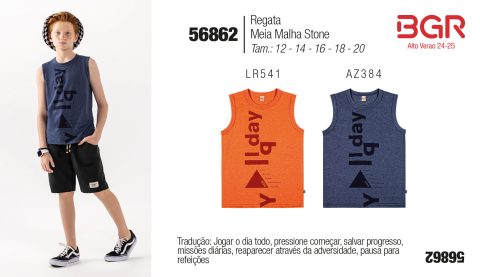 56862
Regata
Meia Malha Stone
Tam.: 12 - 14 - 16 - 18 - 20
BGR
Alto Verao 24-25
LR541
AZ384
Tradução: Jogar o dia todo, pressione começar, salvar progresso,
missões diárias, reaparecer através da adversidade, pausa para
refeições
56862